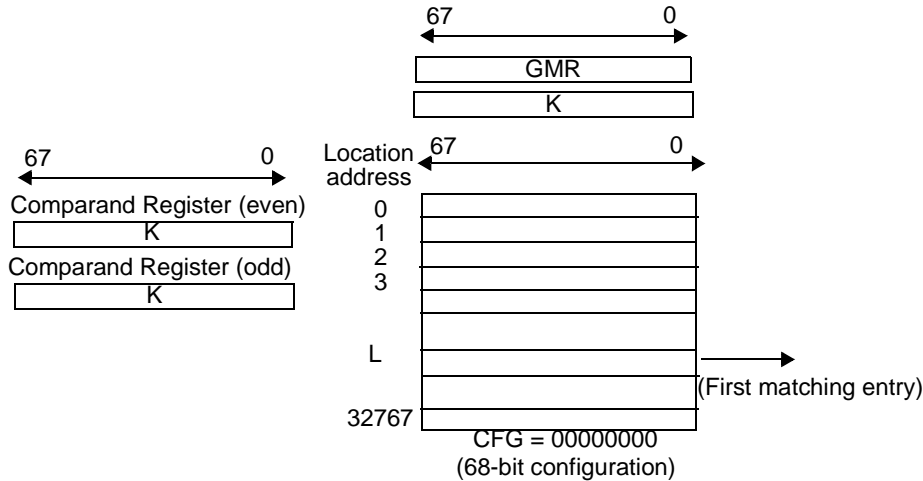 67 0
GMR
K
67 0
Location
address
67 0
Comparand Register (even)
K
Comparand Register (odd)
K
0
1
2
3
L
(First matching entry)
32767
CFG = 00000000
(68-bit configuration)